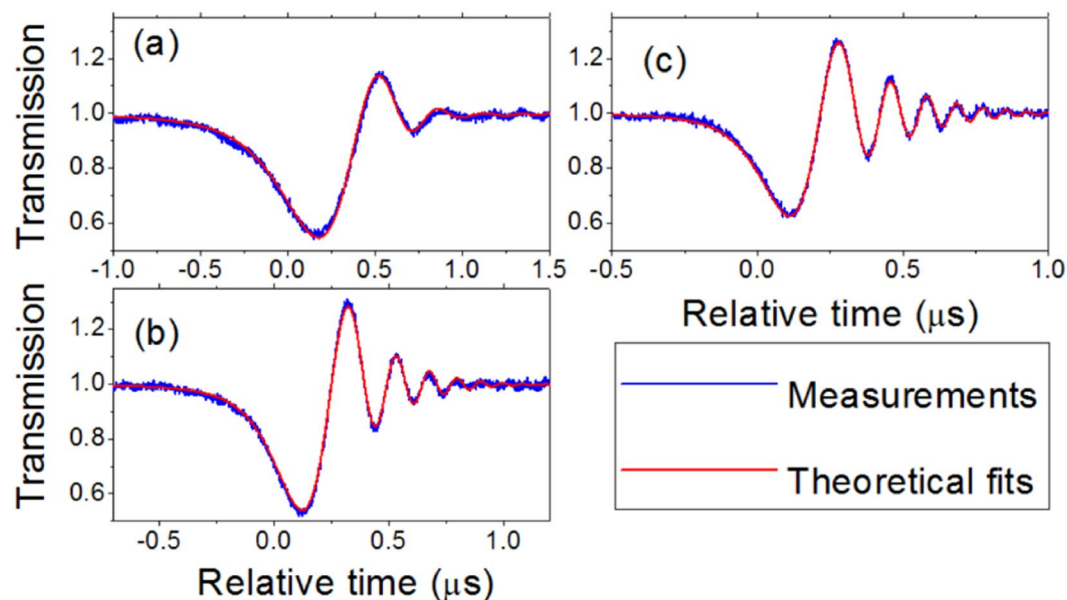 (a)
Transmission
1.2
1.0
0.8
0.6
-1.0 -0.5 0.0 0.5 1.0 1.5
(b)
Transmission
1.2
1.0
0.8
0.6
-0.5 0.0 0.5 1.0
Relative time (μs)
(c)
1.2
1.0
0.8
0.6
-0.5 0.0 0.5 1.0
Relative time (μs)
Measurements
Theoretical fits